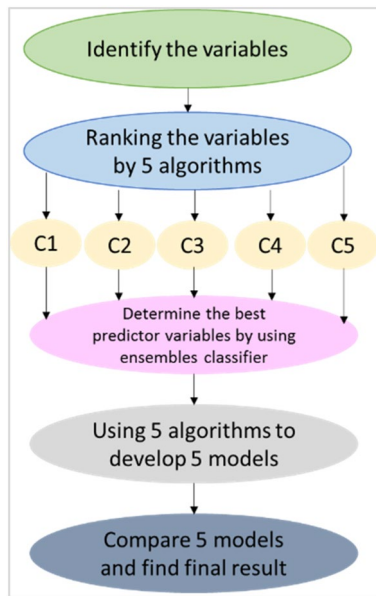 Identify the variables
Ranking the variables
by 5 algorithms
C1
C2
C3
C4
C5
Determine the best
predictor variables by using
ensembles classifier
Using 5 algorithms to
develop 5 models
Compare 5 models
and find final result